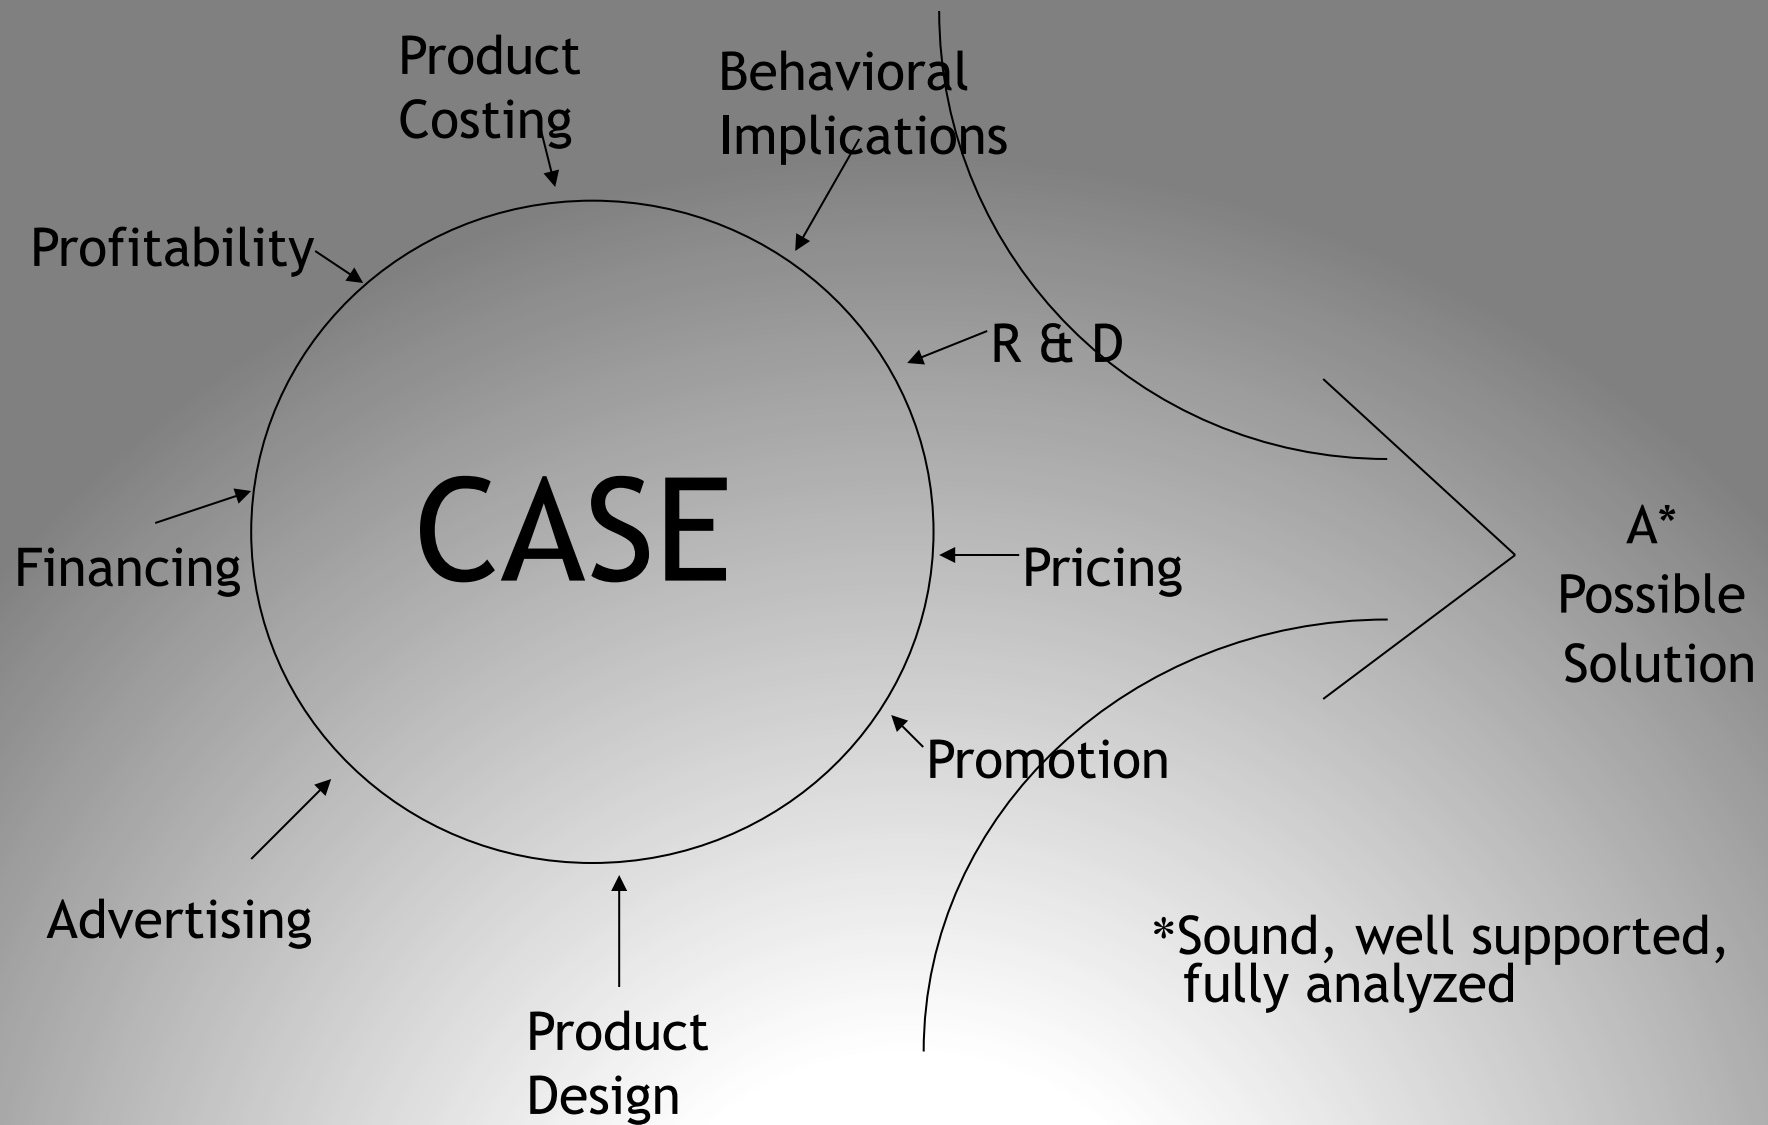 Product
Costing
Behavioral
Implications
Profitability
R & D
CASE
Financing
Pricing
A*
Possible
Solution
Promotion
Advertising
*Sound, well supported,
fully analyzed
Product
Design